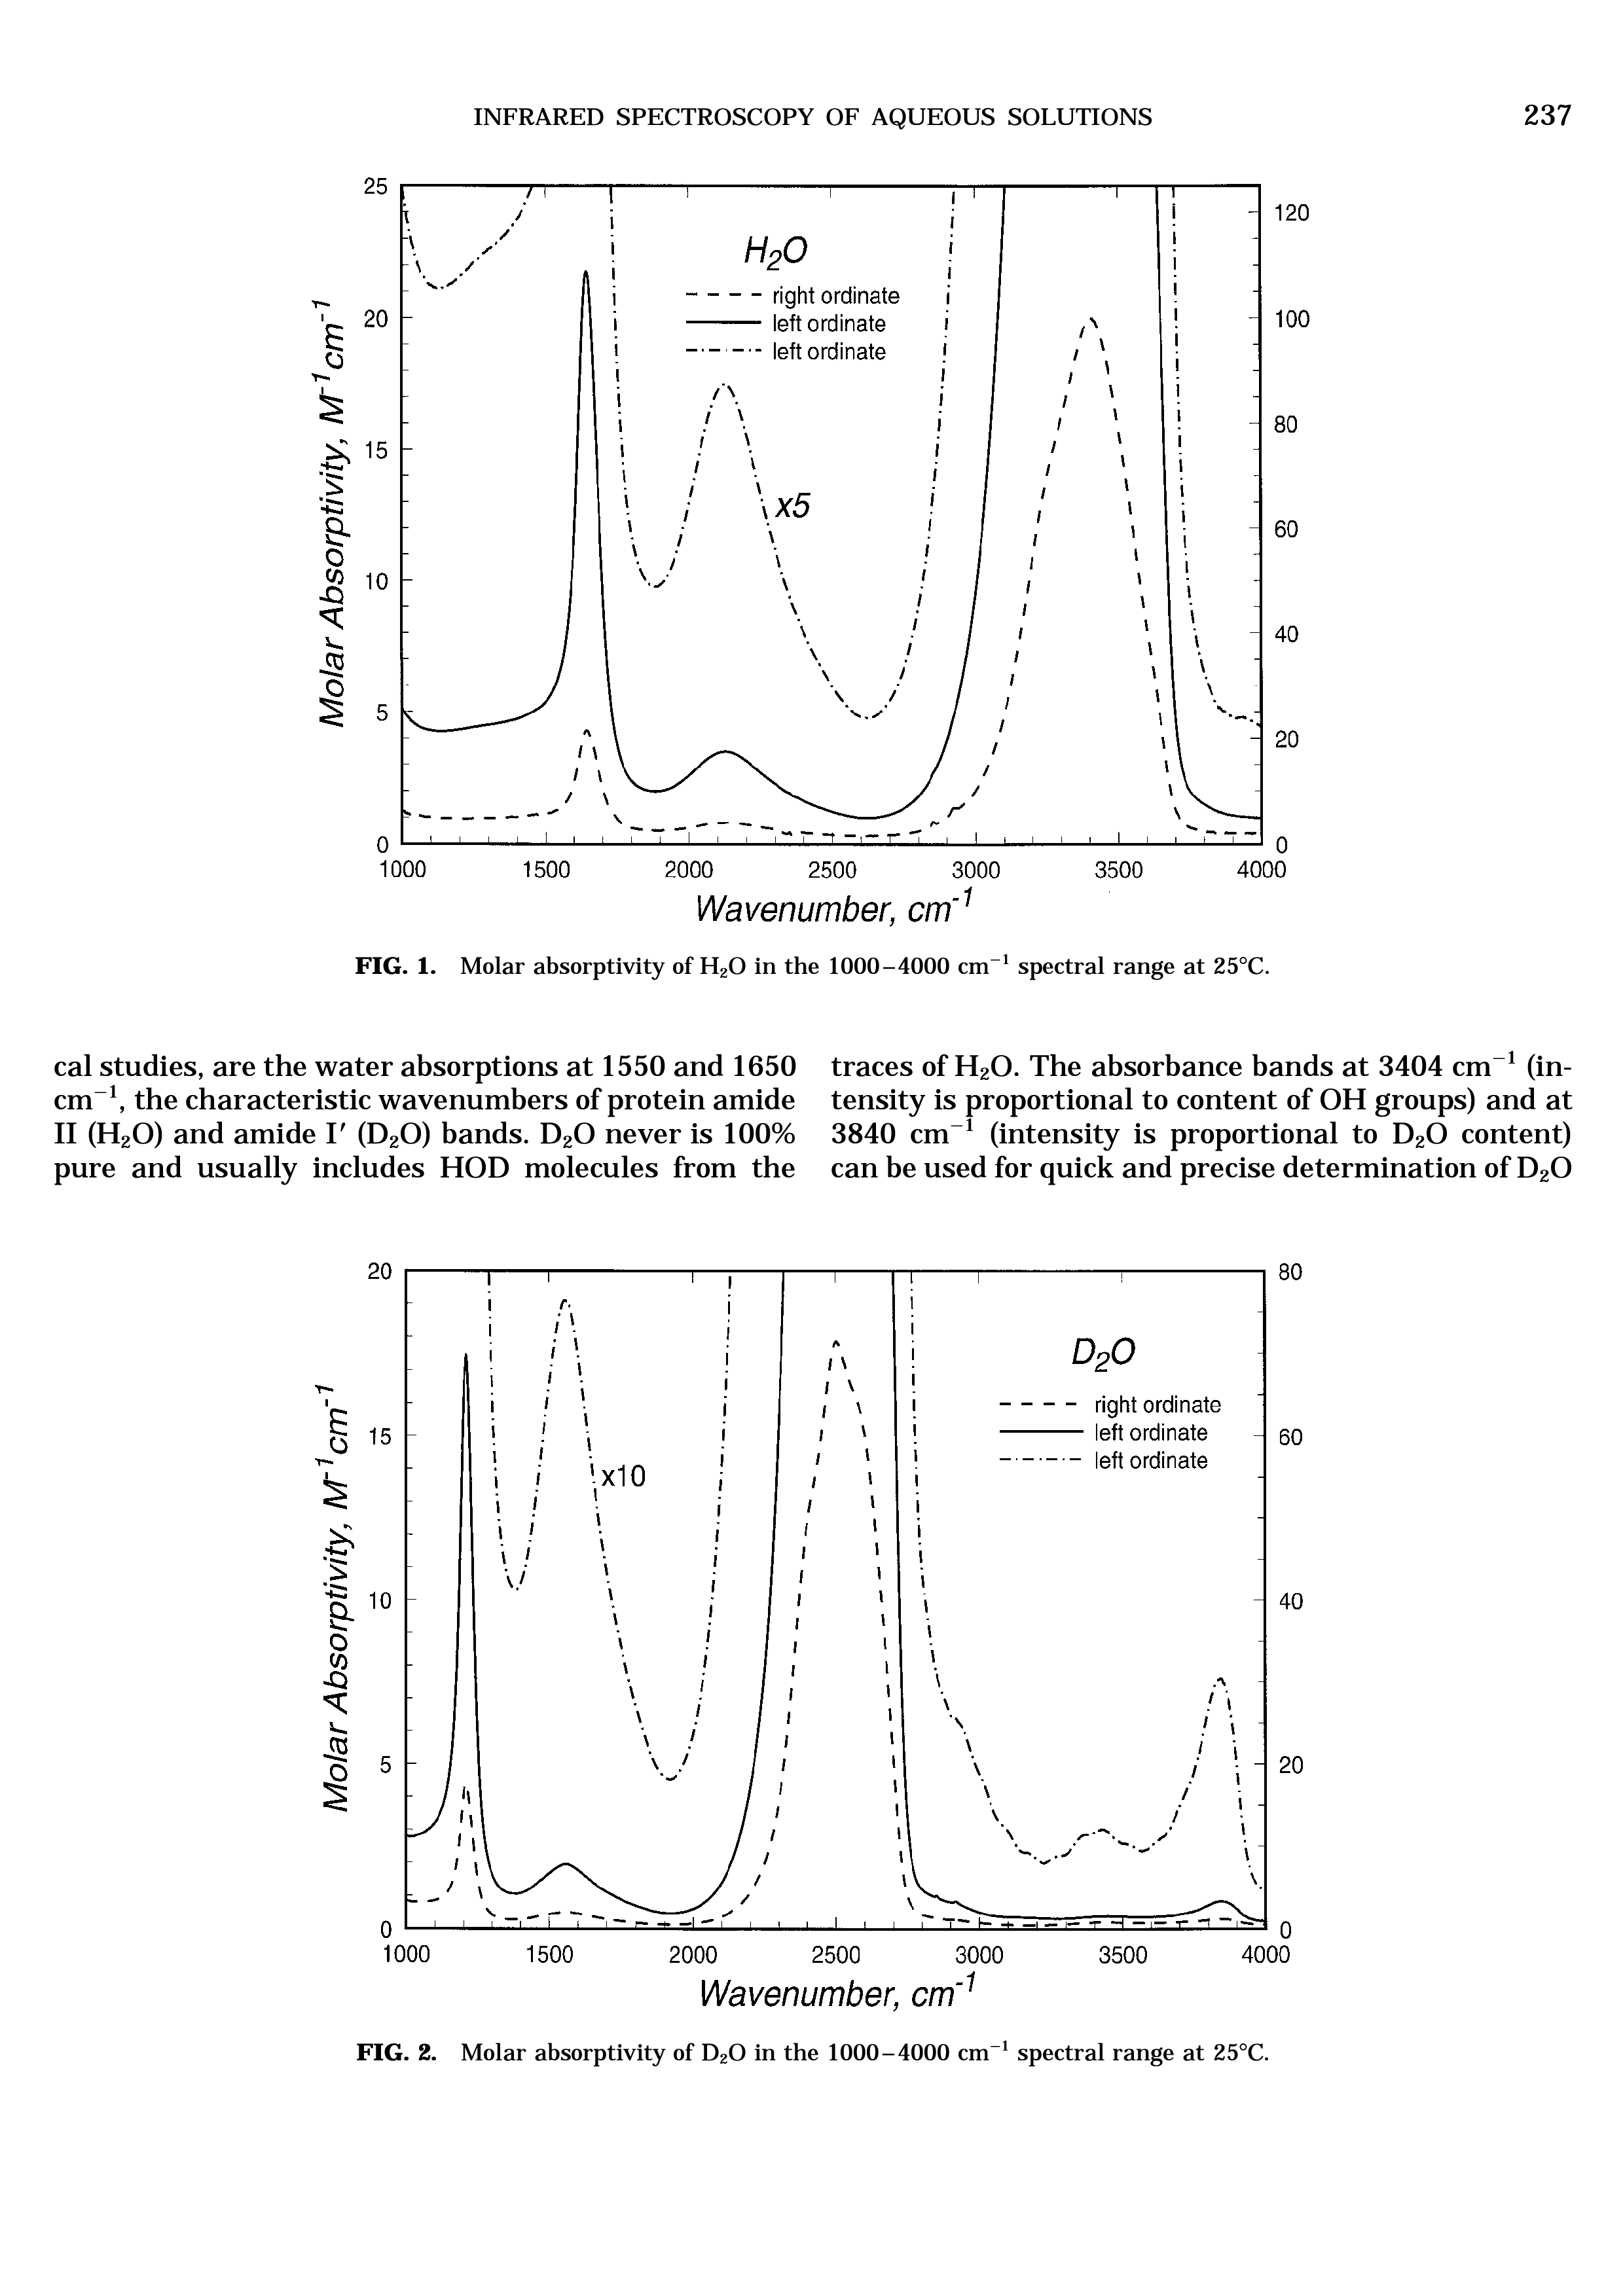 INFRARED SPECTROSCOPY OF AQUEOUS SOLUTIONS 237
25
20
15
10
5
0
Molar Absorptivity, M⁻¹cm⁻¹
H₂O
right ordinate
left ordinate
left ordinate
x5
120
100
80
60
40
20
0
1000 1500 2000 2500 3000 3500 4000
Wavenumber, cm⁻¹
FIG. 1. Molar absorptivity of H₂O in the 1000–4000 cm⁻¹ spectral range at 25°C.
cal studies, are the water absorptions at 1550 and 1650
cm⁻¹, the characteristic wavenumbers of protein amide
II (H₂O) and amide I′ (D₂O) bands. D₂O never is 100%
pure and usually includes HOD molecules from the
traces of H₂O. The absorbance bands at 3404 cm⁻¹ (in-
tensity is proportional to content of OH groups) and at
3840 cm⁻¹ (intensity is proportional to D₂O content)
can be used for quick and precise determination of D₂O
20
15
10
5
0
Molar Absorptivity, M⁻¹cm⁻¹
D₂O
right ordinate
left ordinate
left ordinate
x10
80
60
40
20
0
1000 1500 2000 2500 3000 3500 4000
Wavenumber, cm⁻¹
FIG. 2. Molar absorptivity of D₂O in the 1000–4000 cm⁻¹ spectral range at 25°C.